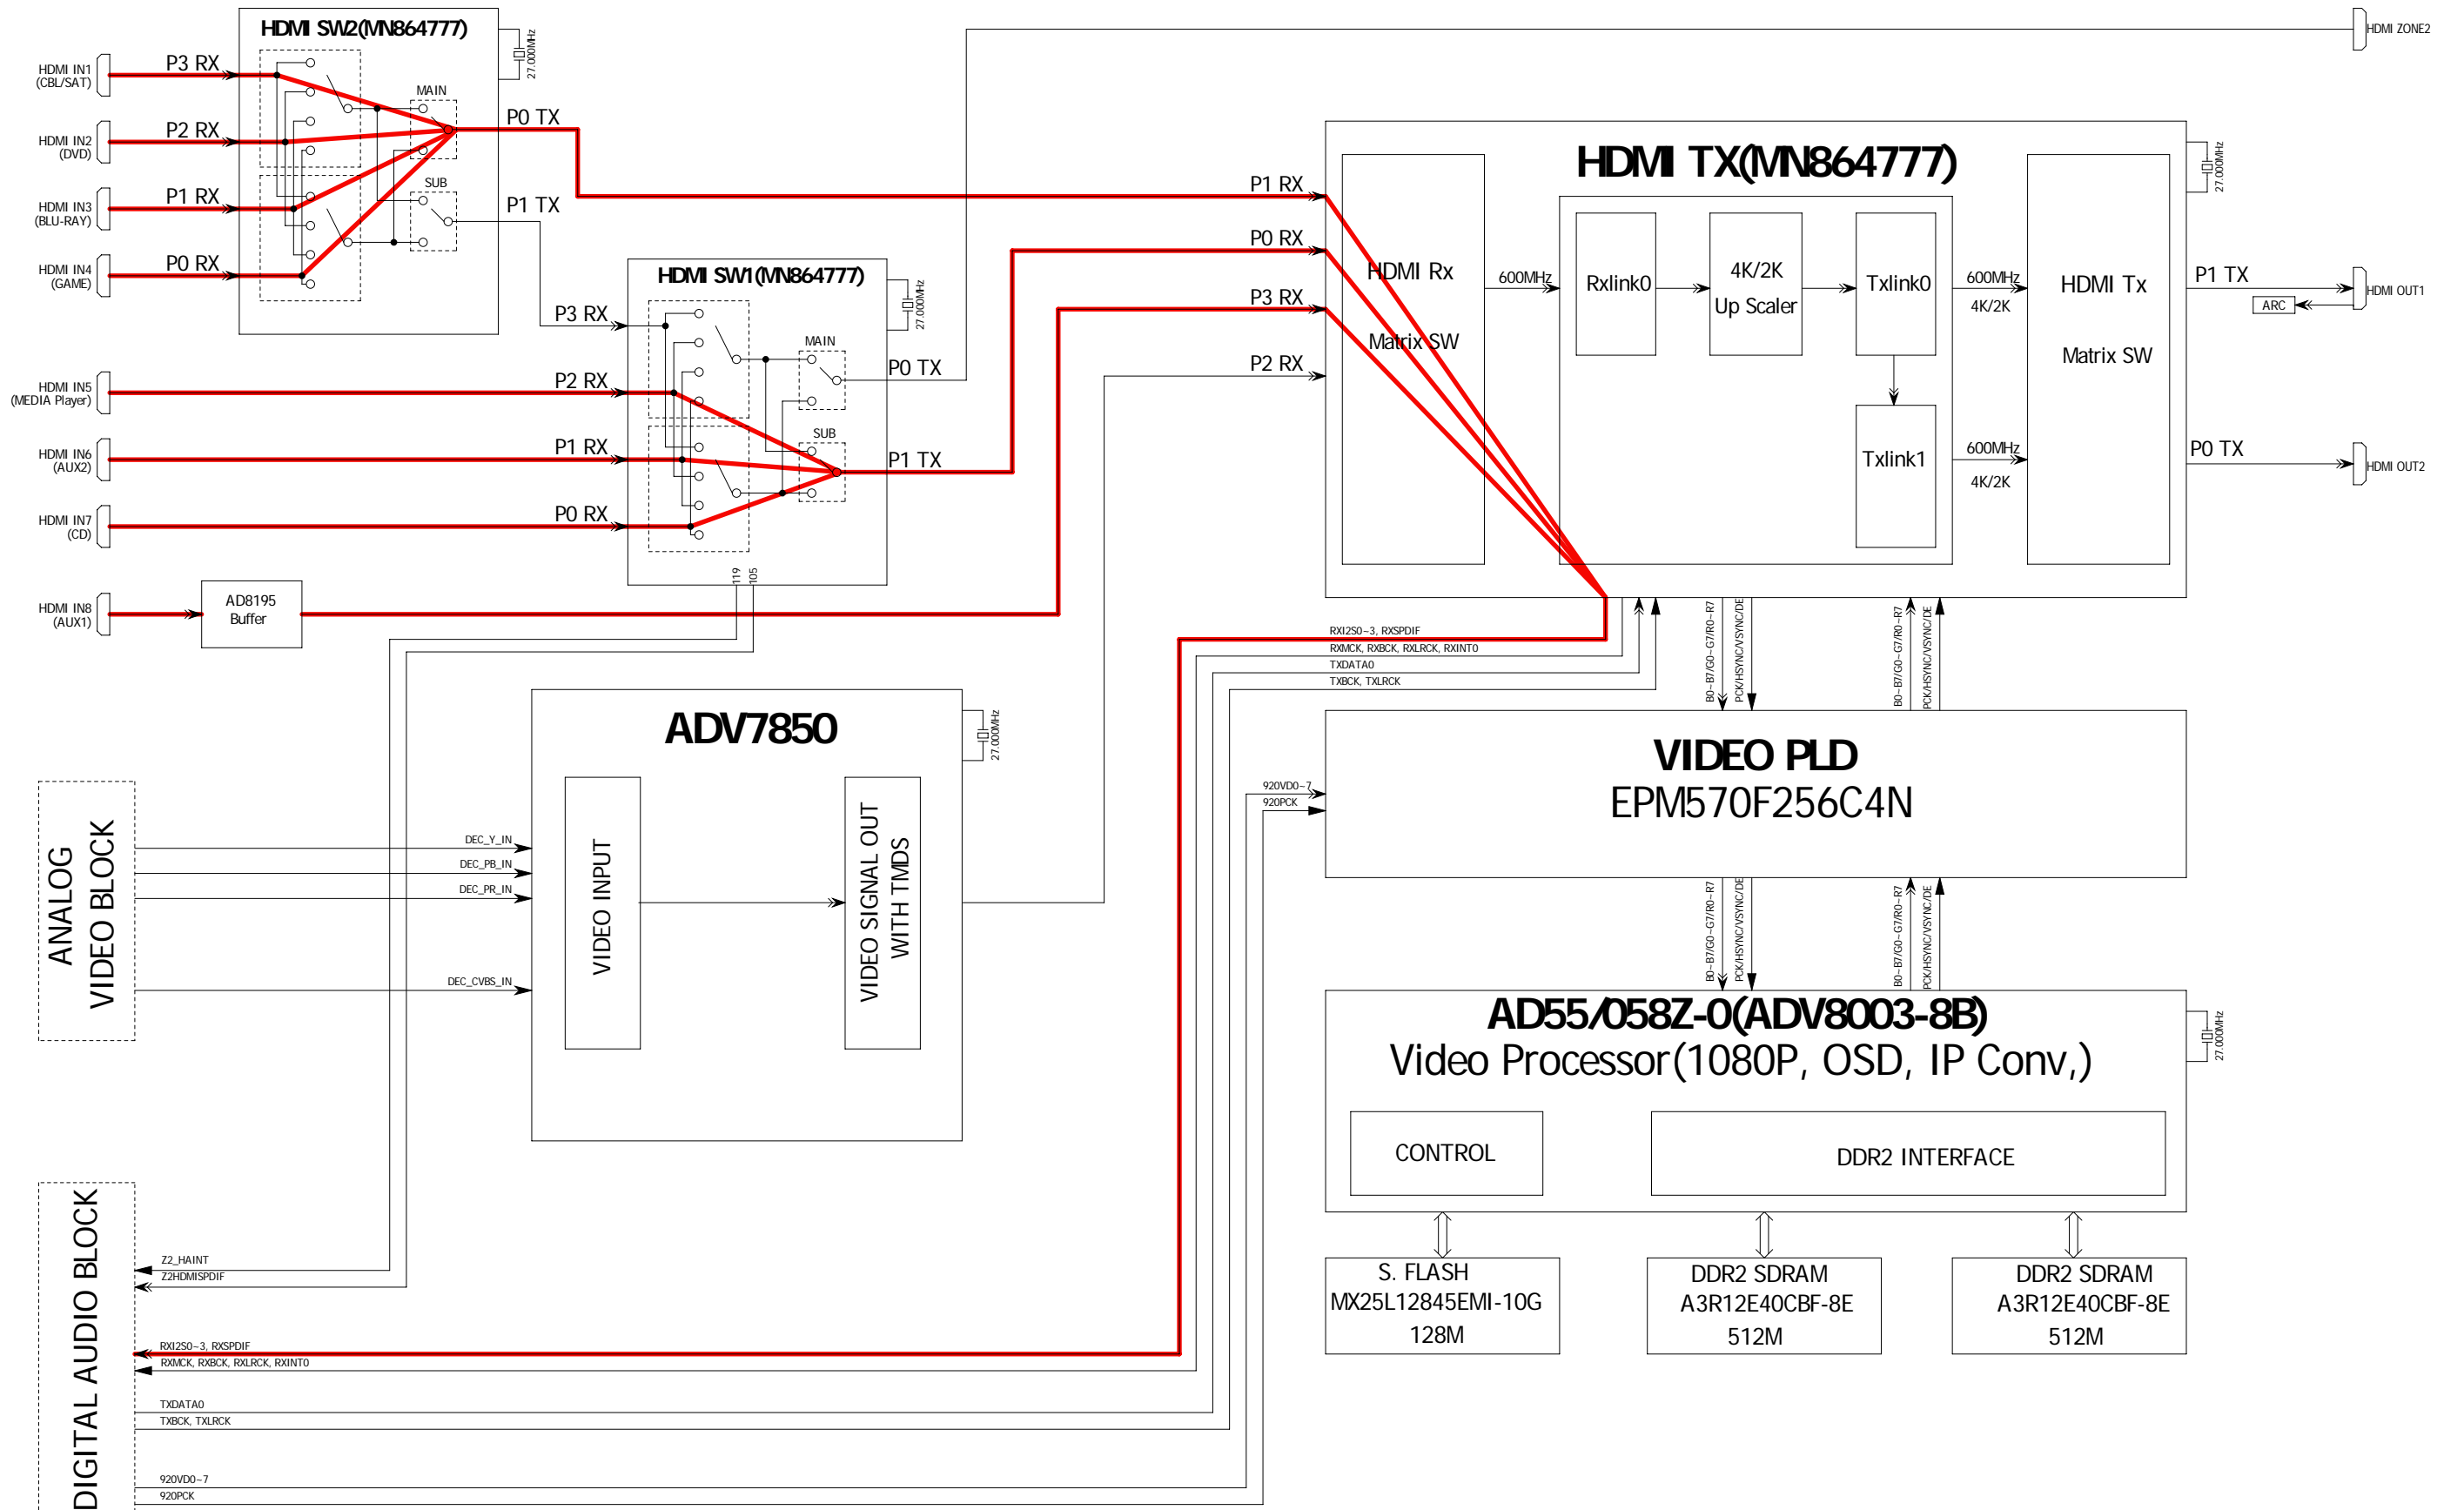 HDMI SW2(MN864777)
27.000MHz
HDMI ZONE2
HDMI IN1
(CBL/SAT)
P3 RX
MAIN
P0 TX
HDMI IN2
(DVD)
P2 RX
HDMI IN3
(BLU-RAY)
P1 RX
SUB
P1 TX
HDMI IN4
(GAME)
P0 RX
HDMI SW1(MN864777)
27.000MHz
P3 RX
MAIN
P0 TX
HDMI IN5
(MEDIA Player)
P2 RX
SUB
HDMI IN6
(AUX2)
P1 RX
P1 TX
HDMI IN7
(CD)
P0 RX
119
105
HDMI IN8
(AUX1)
AD8195
Buffer
HDMI TX(MN864777)
27.000MHz
P1 RX
P0 RX
P3 RX
P2 RX
HDMI Rx
Matrix SW
600MHz
Rxlink0
4K/2K
Up Scaler
Txlink0
600MHz
4K/2K
Txlink1
600MHz
4K/2K
HDMI Tx
Matrix SW
P1 TX
HDMI OUT1
ARC
P0 TX
HDMI OUT2
RXI2S0~3, RXSPDIF
RXMCK, RXBCK, RXLRCK, RXINT0
TXDATA0
TXBCK, TXLRCK
B0~B7/G0~G7/R0~R7
PCK/HSYNC/VSYNC/DE
B0~B7/G0~G7/R0~R7
PCK/HSYNC/VSYNC/DE
ADV7850
27.000MHz
VIDEO INPUT
VIDEO SIGNAL OUT
WITH TMDS
ANALOG
VIDEO BLOCK
DEC_Y_IN
DEC_PB_IN
DEC_PR_IN
DEC_CVBS_IN
920VD0~7
920PCK
VIDEO PLD
EPM570F256C4N
B0~B7/G0~G7/R0~R7
PCK/HSYNC/VSYNC/DE
B0~B7/G0~G7/R0~R7
PCK/HSYNC/VSYNC/DE
AD55/058Z-0(ADV8003-8B)
Video Processor(1080P, OSD, IP Conv,)
27.000MHz
CONTROL
DDR2 INTERFACE
S. FLASH
MX25L12845EMI-10G
128M
DDR2 SDRAM
A3R12E40CBF-8E
512M
DDR2 SDRAM
A3R12E40CBF-8E
512M
DIGITAL AUDIO BLOCK
Z2_HAINT
Z2HDMISPDIF
RXI2S0~3, RXSPDIF
RXMCK, RXBCK, RXLRCK, RXINT0
TXDATA0
TXBCK, TXLRCK
920VD0~7
920PCK